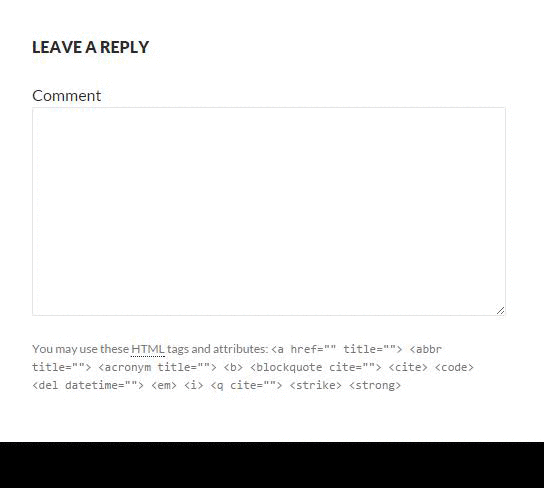 LEAVE A REPLY
Comment
You may use these HTML tags and attributes: <a href="" title=""> <abbr
title=""> <acronym title=""> <b> <blockquote cite=""> <cite> <code>
<del datetime=""> <em> <i> <q cite=""> <strike> <strong>